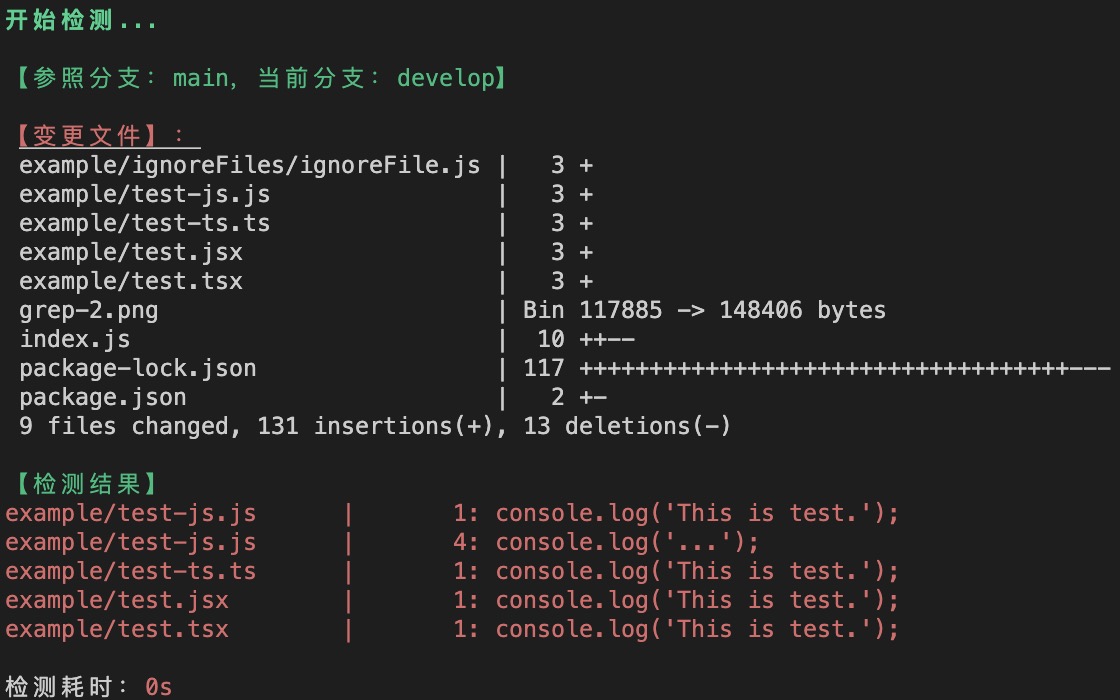 开始检测...
【参照分支：main，当前分支：develop】
【变更文件】：
example/ignoreFiles/ignoreFile.js |   3 +
example/test-js.js                |   3 +
example/test-ts.ts                |   3 +
example/test.jsx                  |   3 +
example/test.tsx                  |   3 +
grep-2.png                        | Bin 117885 -> 148406 bytes
index.js                          |  10 ++--
package-lock.json                 | 117 +++++++++++++++++++++++++++++++++++---
package.json                      |   2 +-
9 files changed, 131 insertions(+), 13 deletions(-)
【检测结果】
example/test-js.js      |       1: console.log('This is test.');
example/test-js.js      |       4: console.log('...');
example/test-ts.ts      |       1: console.log('This is test.');
example/test.jsx        |       1: console.log('This is test.');
example/test.tsx        |       1: console.log('This is test.');
检测耗时：0s